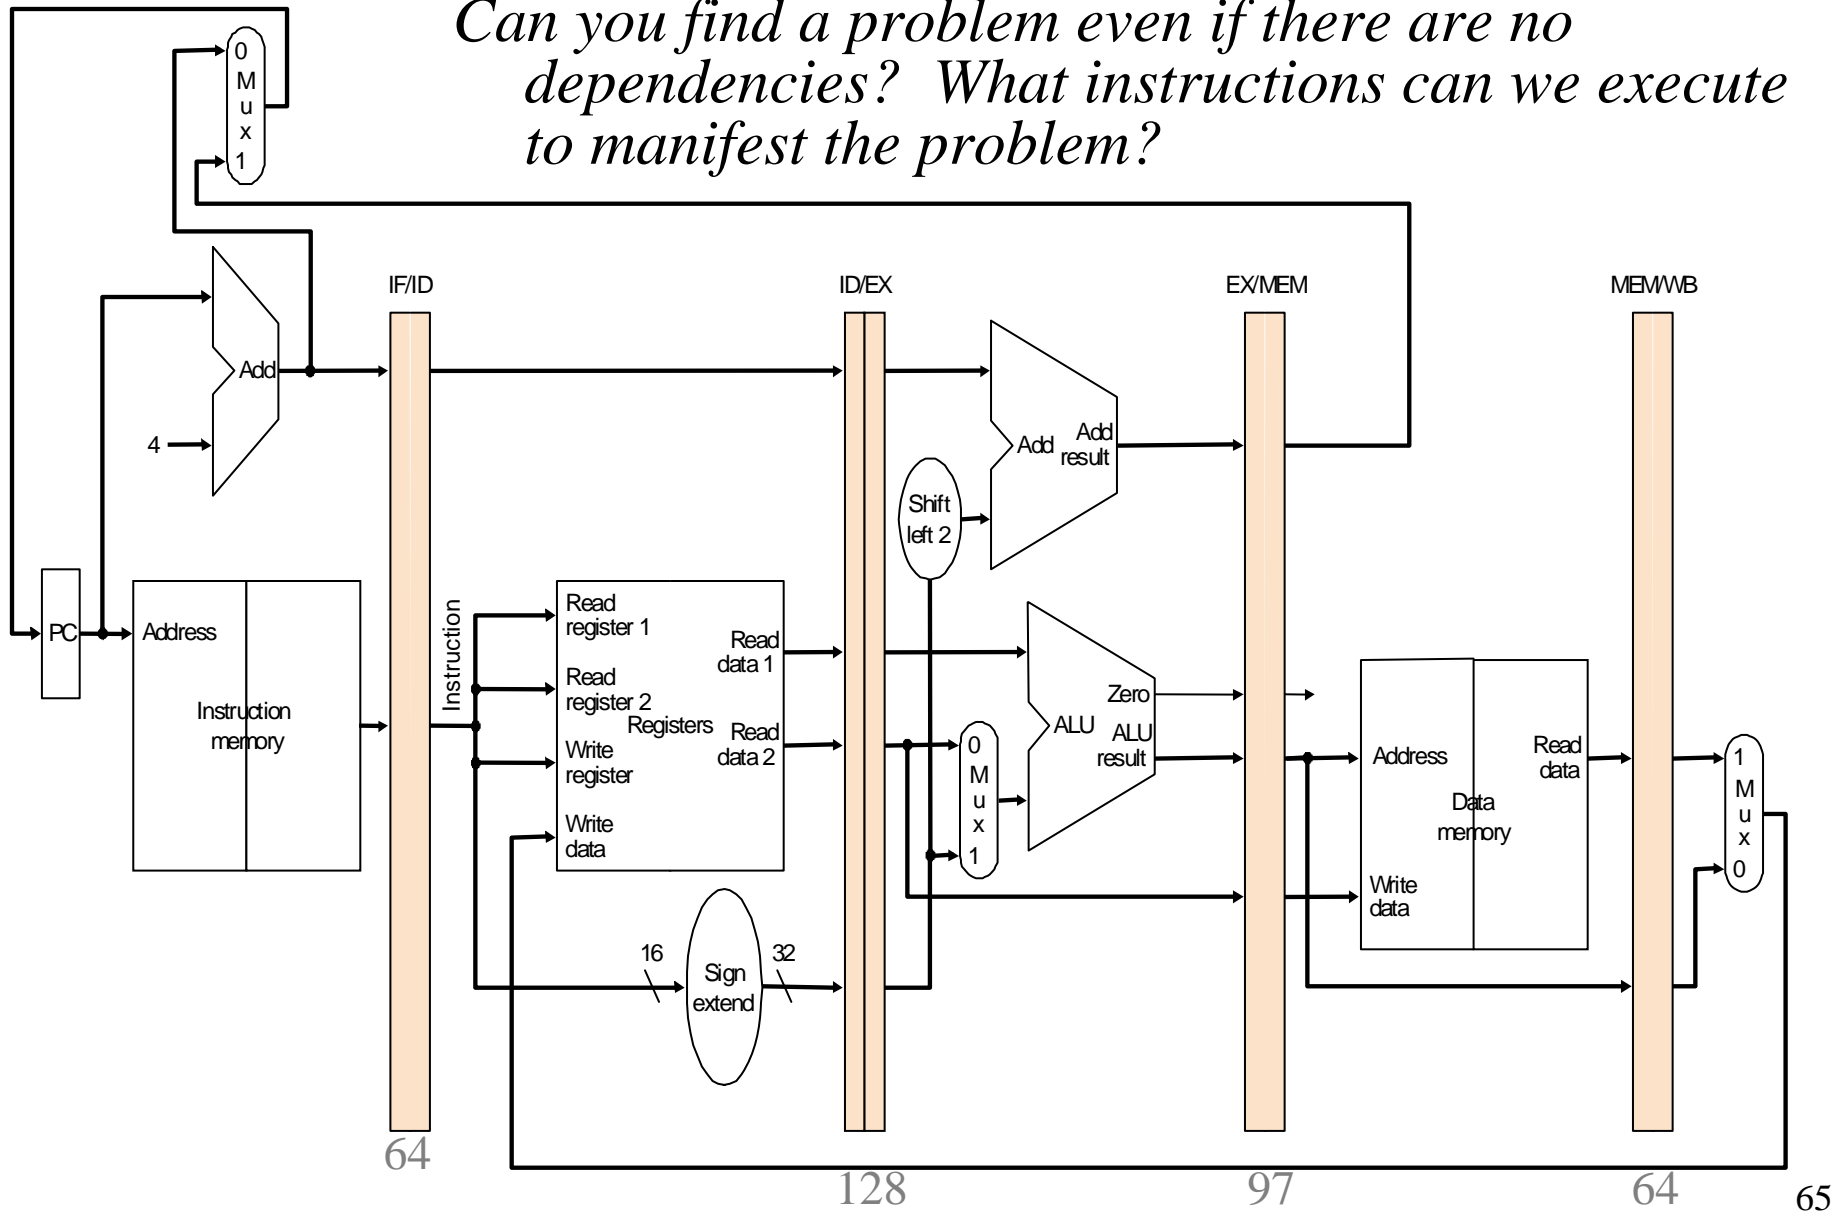 Can you find a problem even if there are no
dependencies? What instructions can we execute
to manifest the problem?
0
M
u
x
1
IF/ID
ID/EX
EX/MEM
MEM/WB
Add
4
Add
Add
result
Shift
left 2
PC
Address
Instruction
memory
Instruction
Read
register 1
Read
register 2
Write
register
Write
data
Registers
Read
data 1
Read
data 2
0
M
u
x
1
Zero
ALU
ALU
result
Address
Read
data
Data
memory
Write
data
1
M
u
x
0
16
Sign
extend
32
64
128
97
64
65